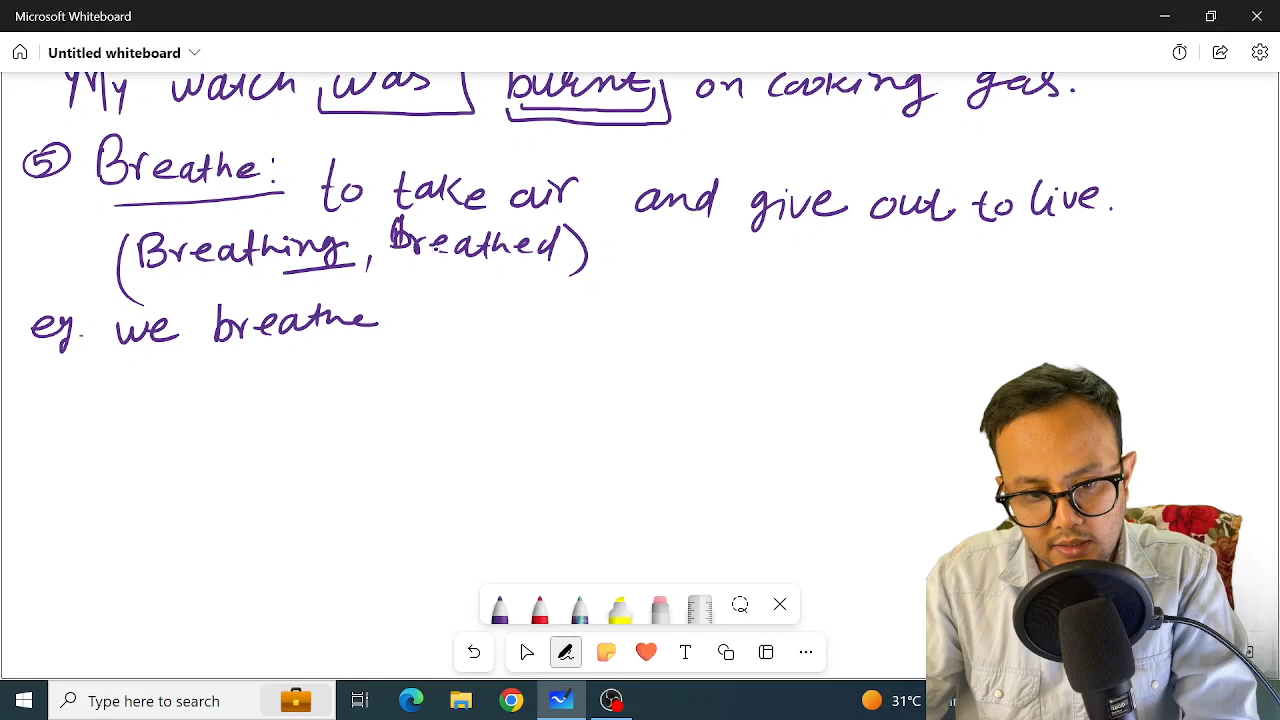 Microsoft Whiteboard
Untitled whiteboard
My watch was burnt on cooking gas.
⑤ Breathe: to take air and give out to live.
(Breathing, Breathed)
eg. we breathe
Type here to search
31°C